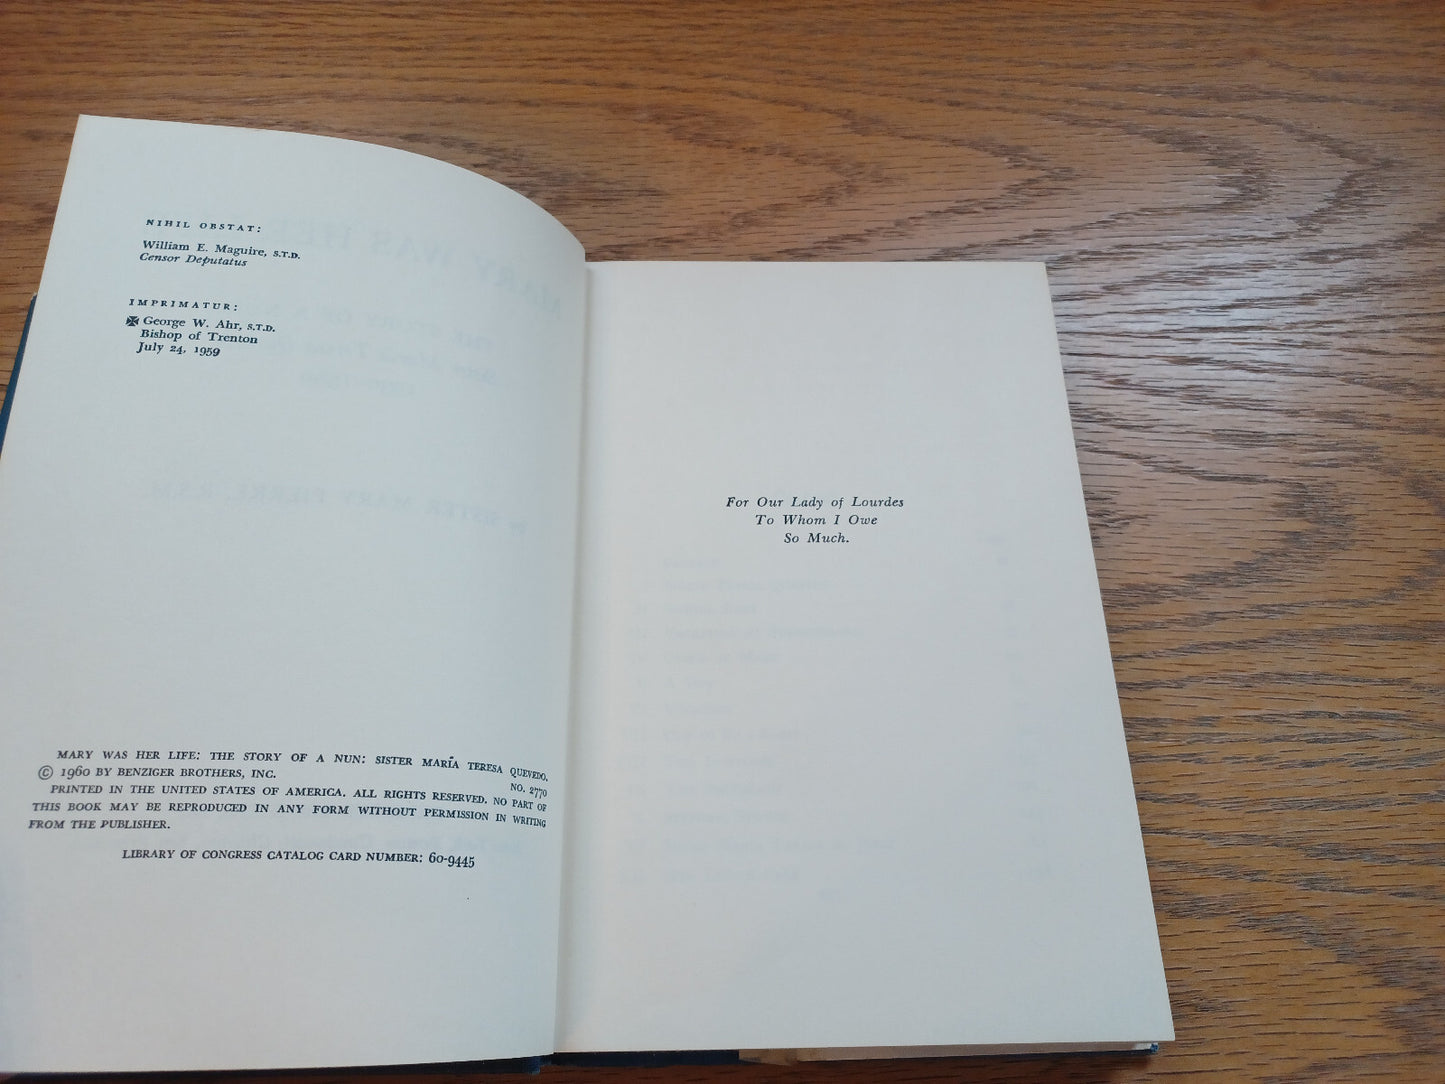 NIHIL OBSTAT:
William E. Maguire, S.T.D.
Censor Deputatus
IMPRIMATUR:
✠ George W. Ahr, S.T.D.
Bishop of Trenton
July 24, 1959
MARY WAS HER LIFE: THE STORY OF A NUN: SISTER MARÍA TERESA QUEVEDO.
© 1960 BY BENZIGER BROTHERS, INC. NO. 2770
PRINTED IN THE UNITED STATES OF AMERICA. ALL RIGHTS RESERVED. NO PART OF
THIS BOOK MAY BE REPRODUCED IN ANY FORM WITHOUT PERMISSION IN WRITING
FROM THE PUBLISHER.
LIBRARY OF CONGRESS CATALOG CARD NUMBER: 60-9445
For Our Lady of Lourdes
To Whom I Owe
So Much.